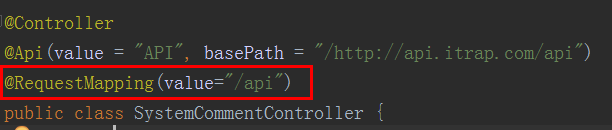 @Controller
@Api(value = "API", basePath = "/http://api.itrap.com/api")
@RequestMapping(value="/api")
public class SystemCommentController {